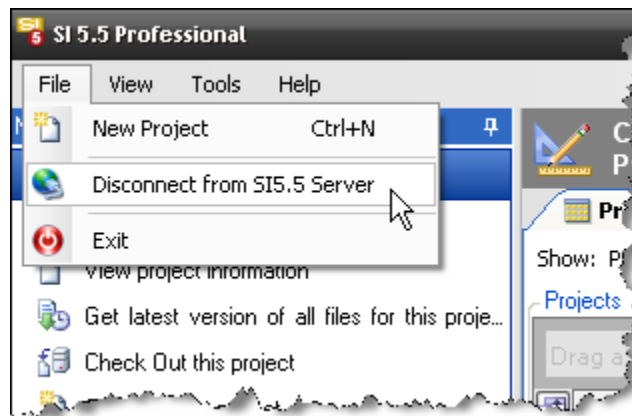 SI 5.5 Professional
File View Tools Help
New Project Ctrl+N
Disconnect from SI5.5 Server
Exit
View project information
Get latest version of all files for this proje...
Check Out this project
Show:
Projects
Drag a